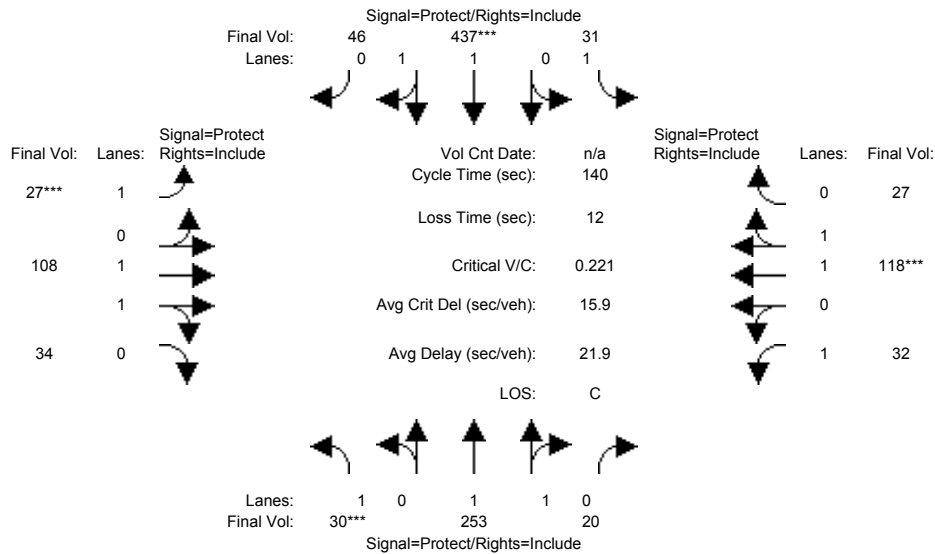 Signal=Protect/Rights=Include
Final Vol: 46 437*** 31
Lanes: 0 1 1 0 1
Signal=Protect
Final Vol: Lanes: Rights=Include
Vol Cnt Date: n/a
Signal=Protect
Rights=Include Lanes: Final Vol:
Cycle Time (sec): 140
27*** 1
0 27
Loss Time (sec): 12
0
1
108 1
Critical V/C: 0.221
1 118***
1
Avg Crit Del (sec/veh): 15.9
0
34 0
Avg Delay (sec/veh): 21.9
1 32
LOS: C
Lanes: 1 0 1 1 0
Final Vol: 30*** 253 20
Signal=Protect/Rights=Include